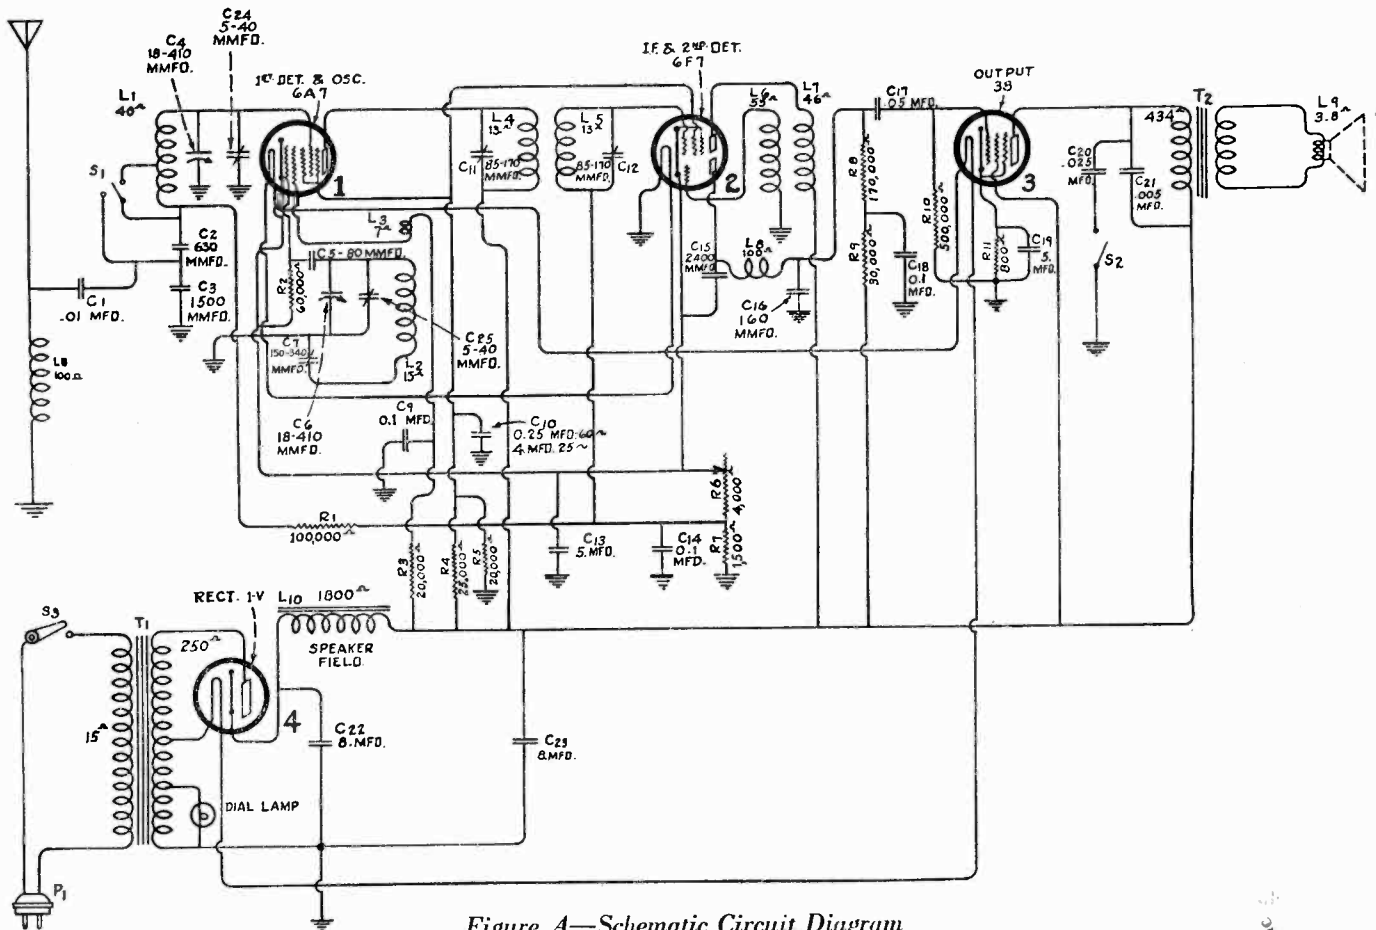 C24
5-40
MMFD.
C4
18-410
MMFD.
L1
40Ω
1ST. DET. & OSC.
6A7
I.F. & 2ND. DET.
6F7
OUTPUT
38
S1
1
2
3
L3
7Ω
C2
630
MMFD.
C3
1500
MMFD.
C1
.01 MFD.
L8
100Ω
R2
60,000Ω
C5-80 MMFD.
C7
150-340
MMFD.
L2
15Ω
C25
5-40
MMFD.
C6
18-410
MMFD.
C11
85-170
MMFD.
L4
13Ω
L5
13Ω
85-170
MMFD.
C12
L6
55
L7
46Ω
C15
2400
MMFD
L8
100Ω
C16
160
MMFD.
C17
.05 MFD.
R8
170,000Ω
R9
30,000Ω
C18
0.1
MFD.
R10
500,000Ω
R11
800Ω
C19
5.
MFD.
C20
.025
MFD.
C21
.005
MFD.
S2
434Ω
T2
L9
3.8Ω
C9
0.1 MFD.
C10
0.25 MFD-60~
4. MFD. 25~
R1
100,000Ω
R3
20,000Ω
R4
25,000Ω
R5
20,000Ω
C13
5. MFD.
C14
0.1
MFD.
R6
4,000
R7
1,500Ω
S3
T1
15Ω
250Ω
RECT. 1-V
L10 1800Ω
SPEAKER
FIELD
4
C22
8. MFD.
C23
8. MFD.
DIAL LAMP
P1
Figure A—Schematic Circuit Diagram